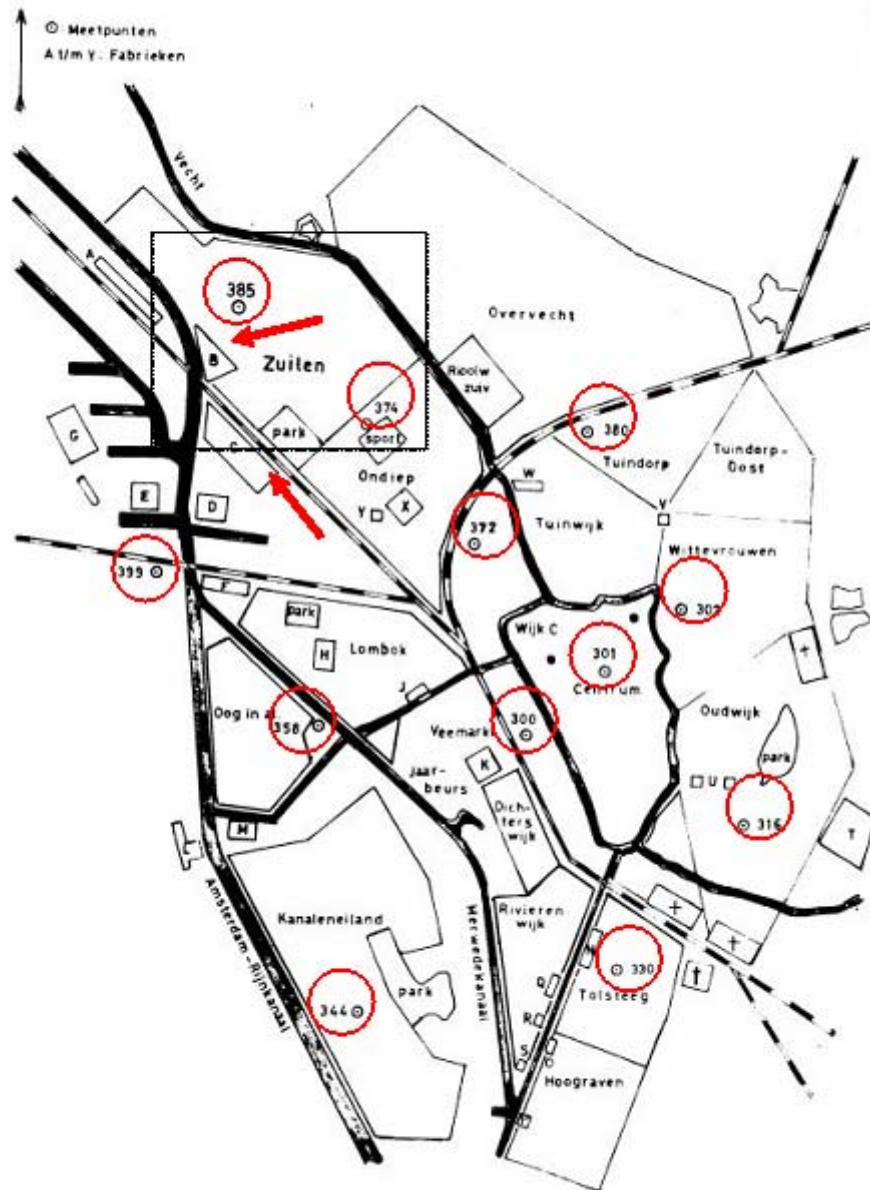 ⊙ Meetpunten
A t/m Y: Fabrieken
Vecht
A
385
B
Zuilen
Overvecht
Rioolw
zuiv
374
sport
park
C
G
380
Tuindorp
Tuindorp-
Oost
Ondiep
W
E
D
Y
X
372
Tuinwijk
V
Wittevrouwen
399
F
park
H
Lombok
Wijk C
301
Centrum
J
Oog in al
358
300
Oudwijk
park
Veemark
K
Jaar-
beurs
U
316
T
Dich-
ters
wijk
M
L
Amsterdam-Rijnkanaal
Kanaleneiland
Merwedekanaal
Rivieren
wijk
park
344
330
Tolsteeg
Q
R
S
Hoograven